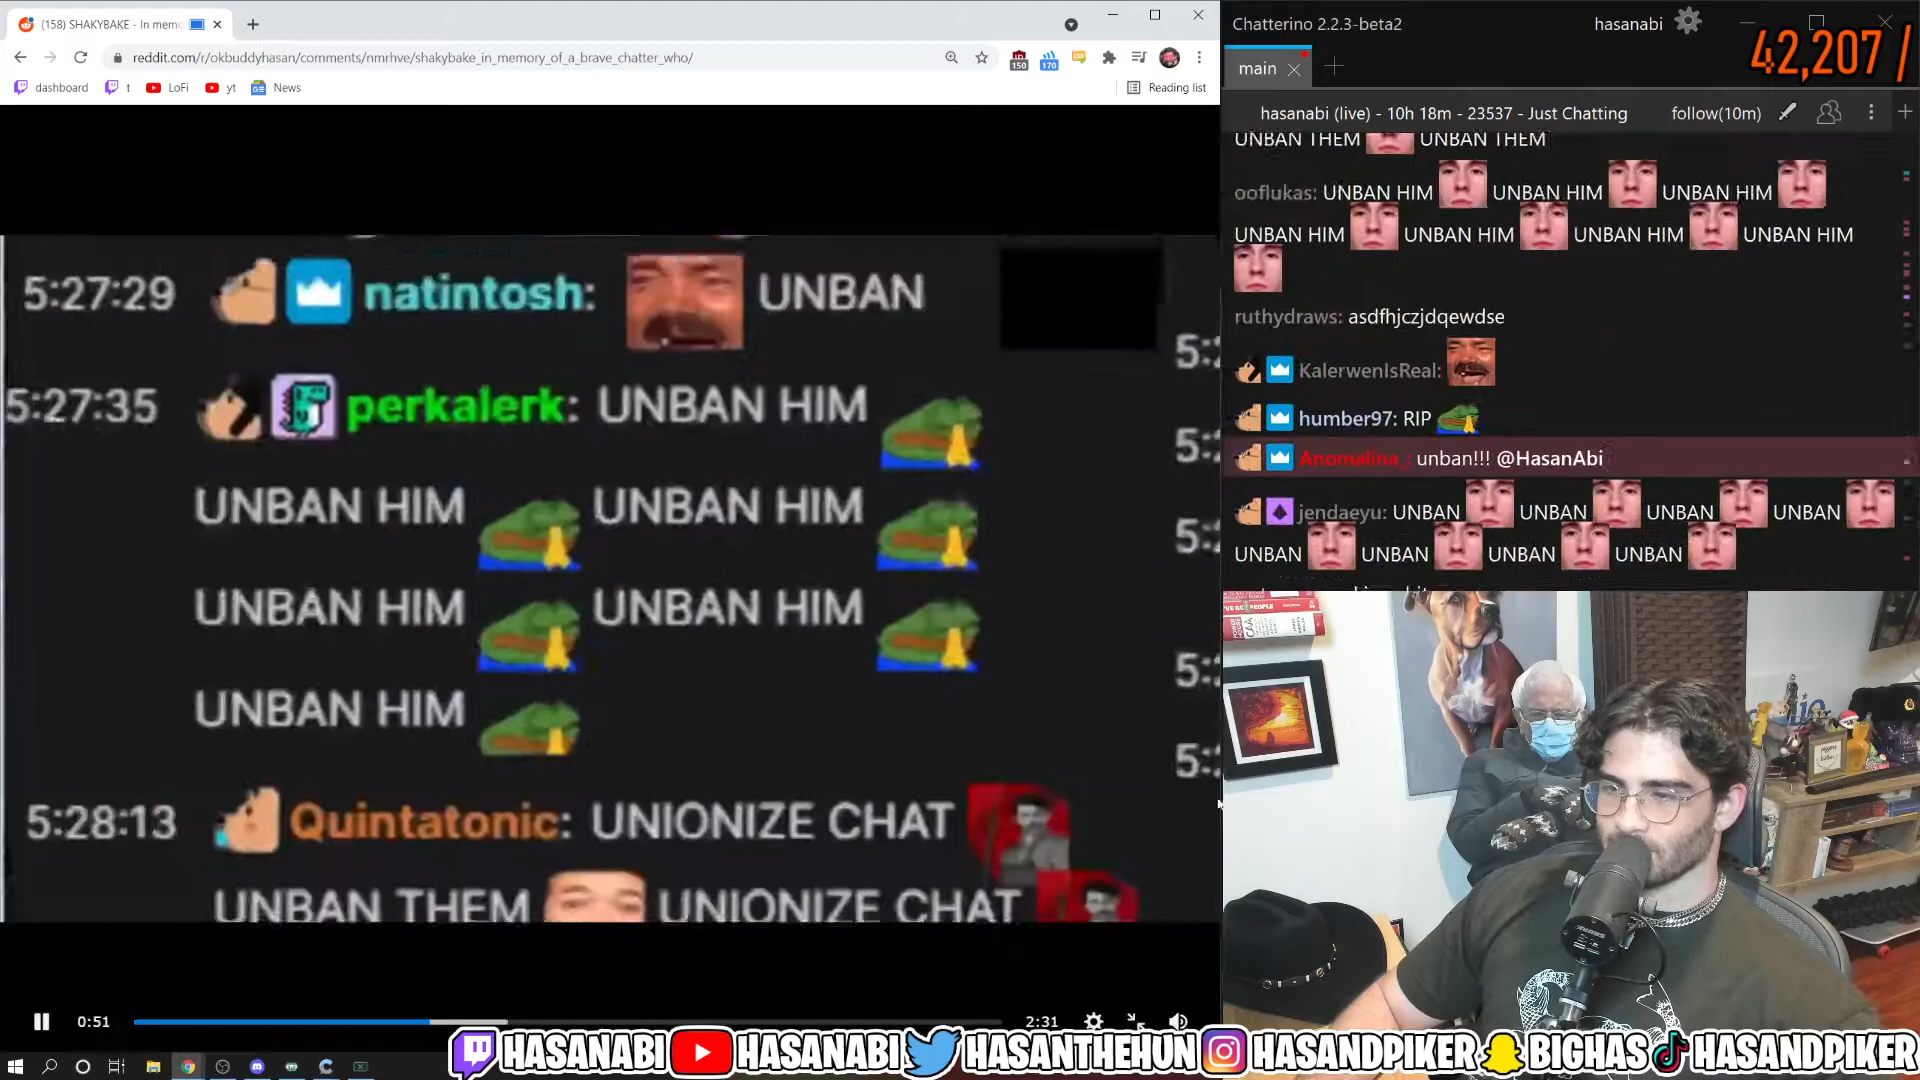 (158) SHAKYBAKE - In memo
reddit.com/r/okbuddyhasan/comments/nmrhve/shakybake_in_memory_of_a_brave_chatter_who/
150
170
dashboard t LoFi yt News
Reading list
5:27:29 natintosh: UNBAN
5:27:35 perkalerk: UNBAN HIM
UNBAN HIM UNBAN HIM
UNBAN HIM UNBAN HIM
UNBAN HIM
5:28:13 Quintatonic: UNIONIZE CHAT
UNBAN THEM UNIONIZE CHAT
0:51
2:31
Chatterino 2.2.3-beta2
hasanabi
42,207 /
main
hasanabi (live) - 10h 18m - 23537 - Just Chatting
follow(10m)
UNBAN THEM UNBAN THEM
ooflukas: UNBAN HIM UNBAN HIM UNBAN HIM
UNBAN HIM UNBAN HIM UNBAN HIM UNBAN HIM
ruthydraws: asdfhjczjdqewdse
KalerwenIsReal:
humber97: RIP
Anomalina_: unban!!! @HasanAbi
jendaeyu: UNBAN UNBAN UNBAN UNBAN
UNBAN UNBAN UNBAN UNBAN
HASANABI HASANABI HASANTHEHUN HASANDPIKER BIGHAS HASANDPIKER